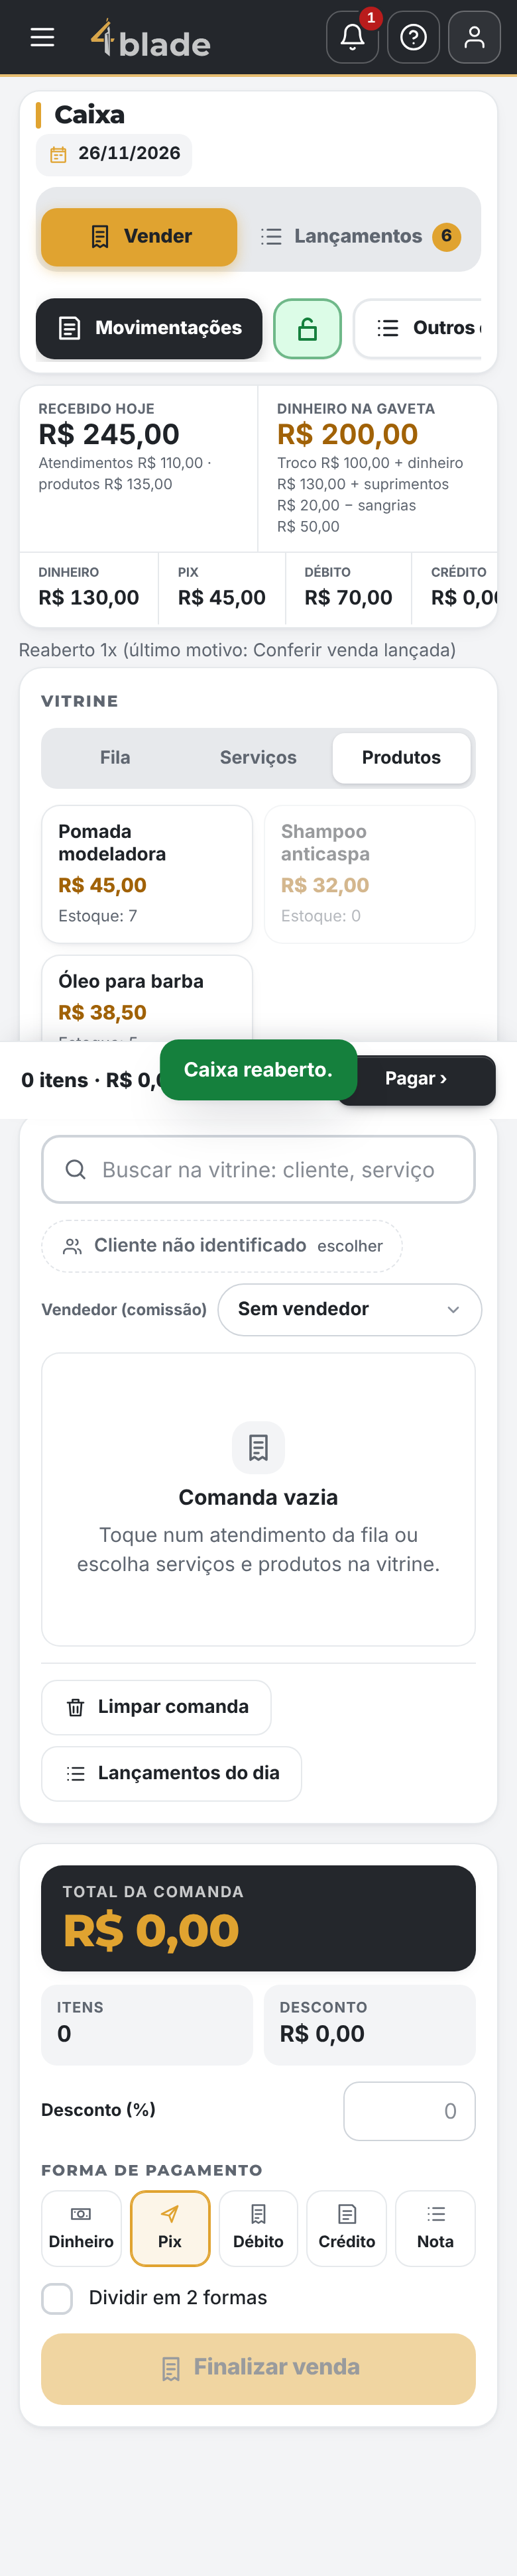 4blade
1
Caixa
26/11/2026
Vender
Lançamentos 6
Movimentações
Outros
RECEBIDO HOJE
R$ 245,00
Atendimentos R$ 110,00 ·
produtos R$ 135,00
DINHEIRO NA GAVETA
R$ 200,00
Troco R$ 100,00 + dinheiro
R$ 130,00 + suprimentos
R$ 20,00 − sangrias
R$ 50,00
DINHEIRO
R$ 130,00
PIX
R$ 45,00
DÉBITO
R$ 70,00
CRÉDITO
R$ 0,00
Reaberto 1x (último motivo: Conferir venda lançada)
VITRINE
Fila
Serviços
Produtos
Pomada
modeladora
R$ 45,00
Estoque: 7
Shampoo
anticaspa
R$ 32,00
Estoque: 0
Óleo para barba
R$ 38,50
0 itens · R$ 0,0
Caixa reaberto.
Pagar ›
Buscar na vitrine: cliente, serviço
Cliente não identificado escolher
Vendedor (comissão)
Sem vendedor
Comanda vazia
Toque num atendimento da fila ou
escolha serviços e produtos na vitrine.
Limpar comanda
Lançamentos do dia
TOTAL DA COMANDA
R$ 0,00
ITENS
0
DESCONTO
R$ 0,00
Desconto (%)
0
FORMA DE PAGAMENTO
Dinheiro
Pix
Débito
Crédito
Nota
Dividir em 2 formas
Finalizar venda